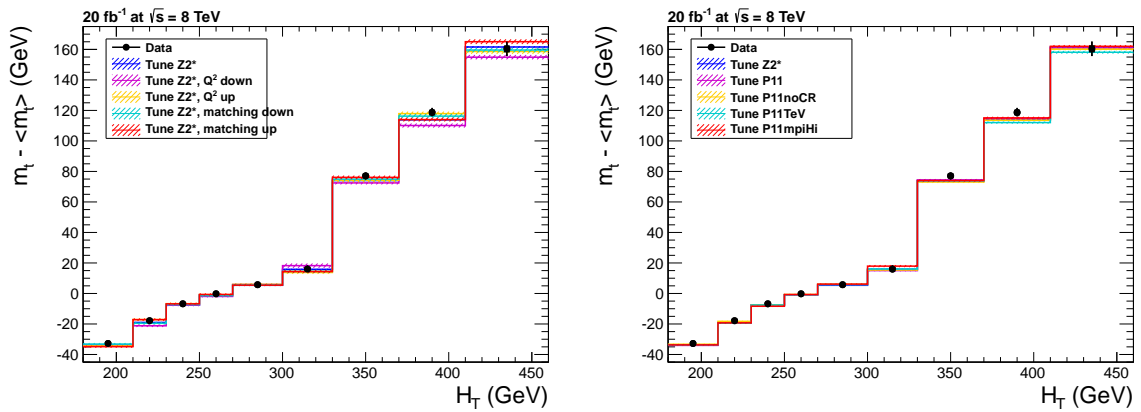 20 fb⁻¹ at √s = 8 TeV
m_t - <m_t> (GeV)
160
140
120
100
80
60
40
20
0
-20
-40
Data
Tune Z2*
Tune Z2*, Q² down
Tune Z2*, Q² up
Tune Z2*, matching down
Tune Z2*, matching up
200 250 300 350 400 450
H_T (GeV)
20 fb⁻¹ at √s = 8 TeV
m_t - <m_t> (GeV)
160
140
120
100
80
60
40
20
0
-20
-40
Data
Tune Z2*
Tune P11
Tune P11noCR
Tune P11TeV
Tune P11mpiHi
200 250 300 350 400 450
H_T (GeV)